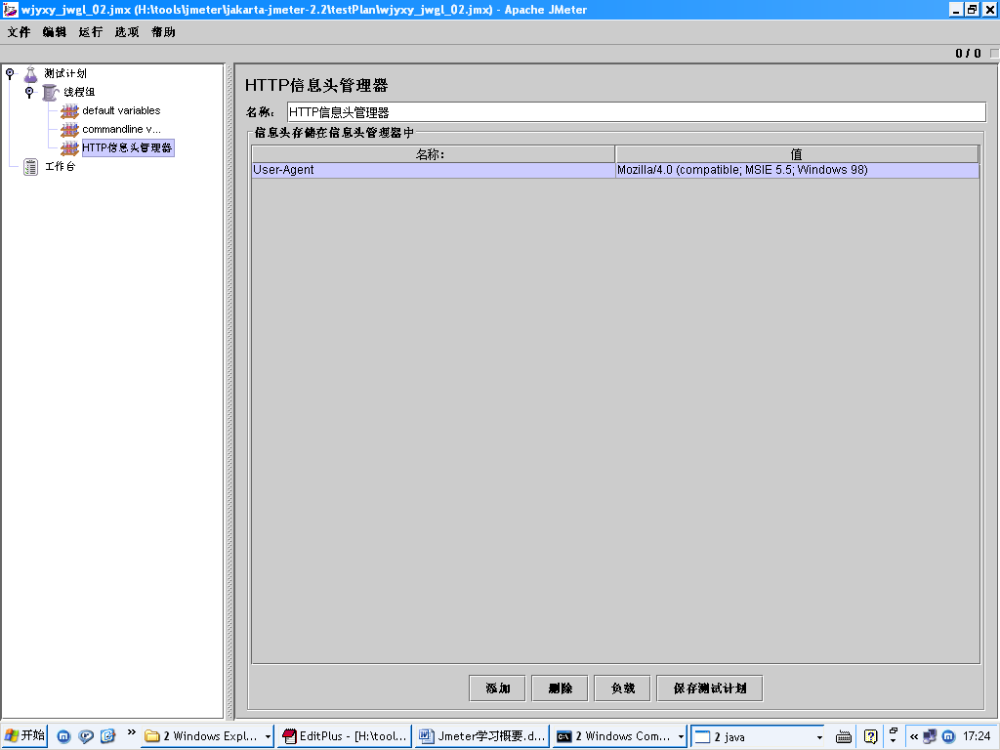 wjyxy_jwgl_02.jmx (H:\tools\jmeter\jakarta-jmeter-2.2\testPlan\wjyxy_jwgl_02.jmx) - Apache JMeter
文件 编辑 运行 选项 帮助
0 / 0
测试计划
线程组
default variables
commandline v...
HTTP信息头管理器
工作台
HTTP信息头管理器
名称: HTTP信息头管理器
信息头存储在信息头管理器中
名称: 值
User-Agent Mozilla/4.0 (compatible; MSIE 5.5; Windows 98)
添加 删除 负载 保存测试计划
开始 2 Windows Expl... EditPlus - [H:\tool... Jmeter学习概要.d... 2 Windows Com... 2 java 17:24